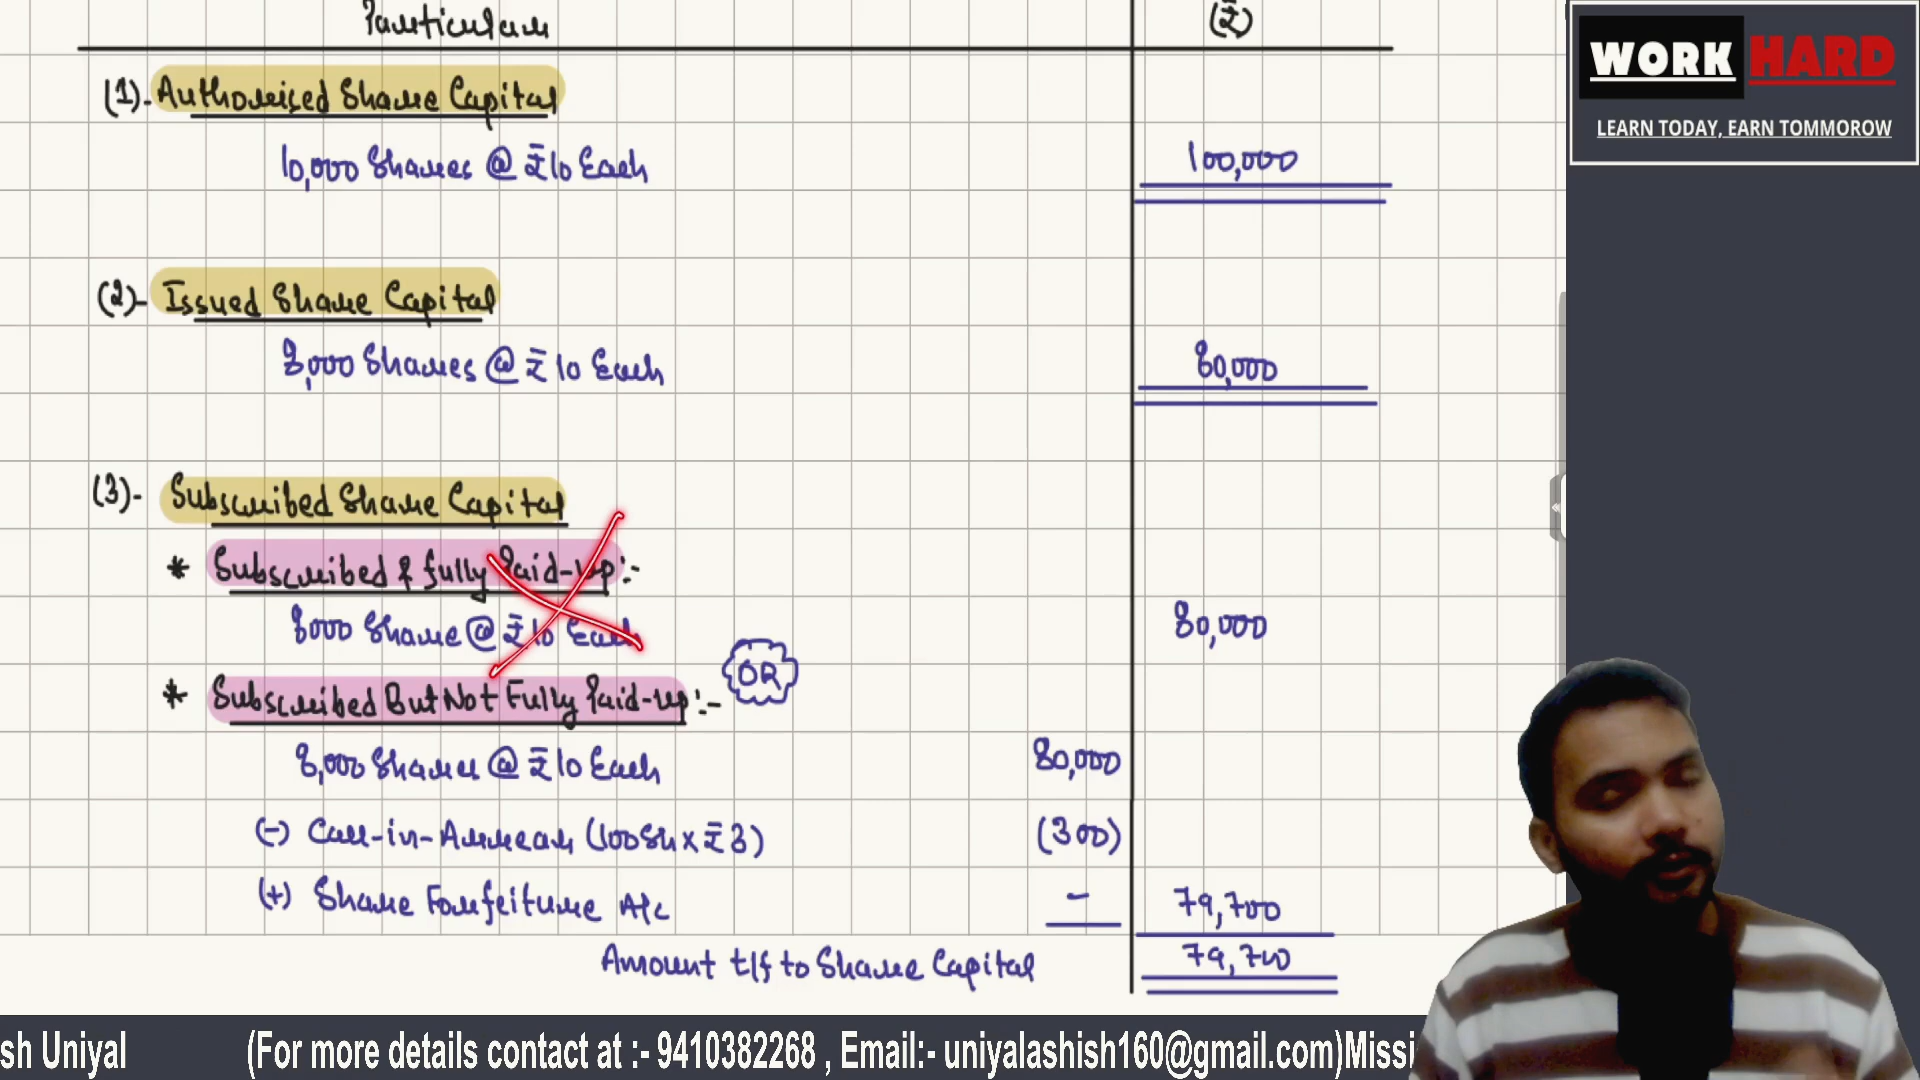 Particulars (₹)
(1)- Authorised Share Capital
10,000 Shares @ ₹10 Each 100,000
(2)- Issued Share Capital
8,000 Shares @ ₹10 Each 80,000
(3)- Subscribed Share Capital
* Subscribed & fully Paid-up:-
8000 Share @ ₹10 Each 80,000
OR
* Subscribed But Not Fully Paid-up:-
8,000 Shares @ ₹10 Each 80,000
(-) Call-in-Arrear (100Sh x ₹3) (300)
(+) Share Forfeiture A/c - 79,700
Amount t/f to Share Capital 79,700
WORK HARD
LEARN TODAY, EARN TOMMOROW
sh Uniyal (For more details contact at :- 9410382268 , Email:- uniyalashish160@gmail.com)Missi